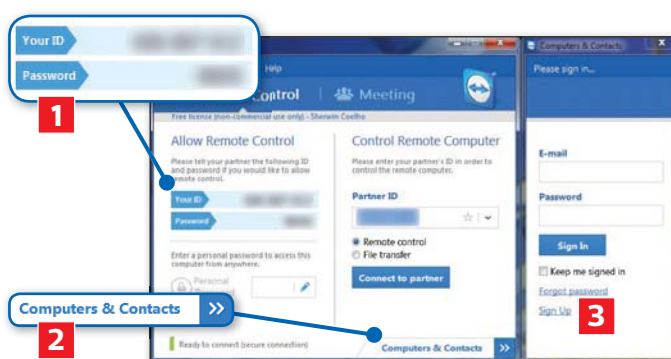 Your ID
Password
1
Help
Control
Meeting
Free license (non-commercial use only) - Sherwin Coelho
Allow Remote Control
Please tell your partner the following ID
and password if you would like to allow
remote control.
Your ID
Password
Enter a personal password to access this
computer from anywhere.
Personal
Control Remote Computer
Please enter your partner's ID in order to
control the remote computer.
Partner ID
Remote control
File transfer
Connect to partner
Computers & Contacts
2
Ready to connect (secure connection)
Computers & Contacts
Computers & Contacts
X
Please sign in...
E-mail
Password
Sign In
Keep me signed in
Forgot password
Sign Up
3